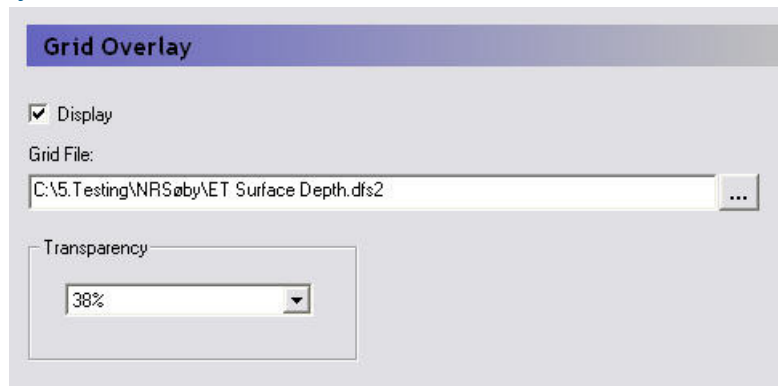 Grid Overlay
Display
Grid File:
C:\5.Testing\NRSøby\ET Surface Depth.dfs2
...
Transparency
38%